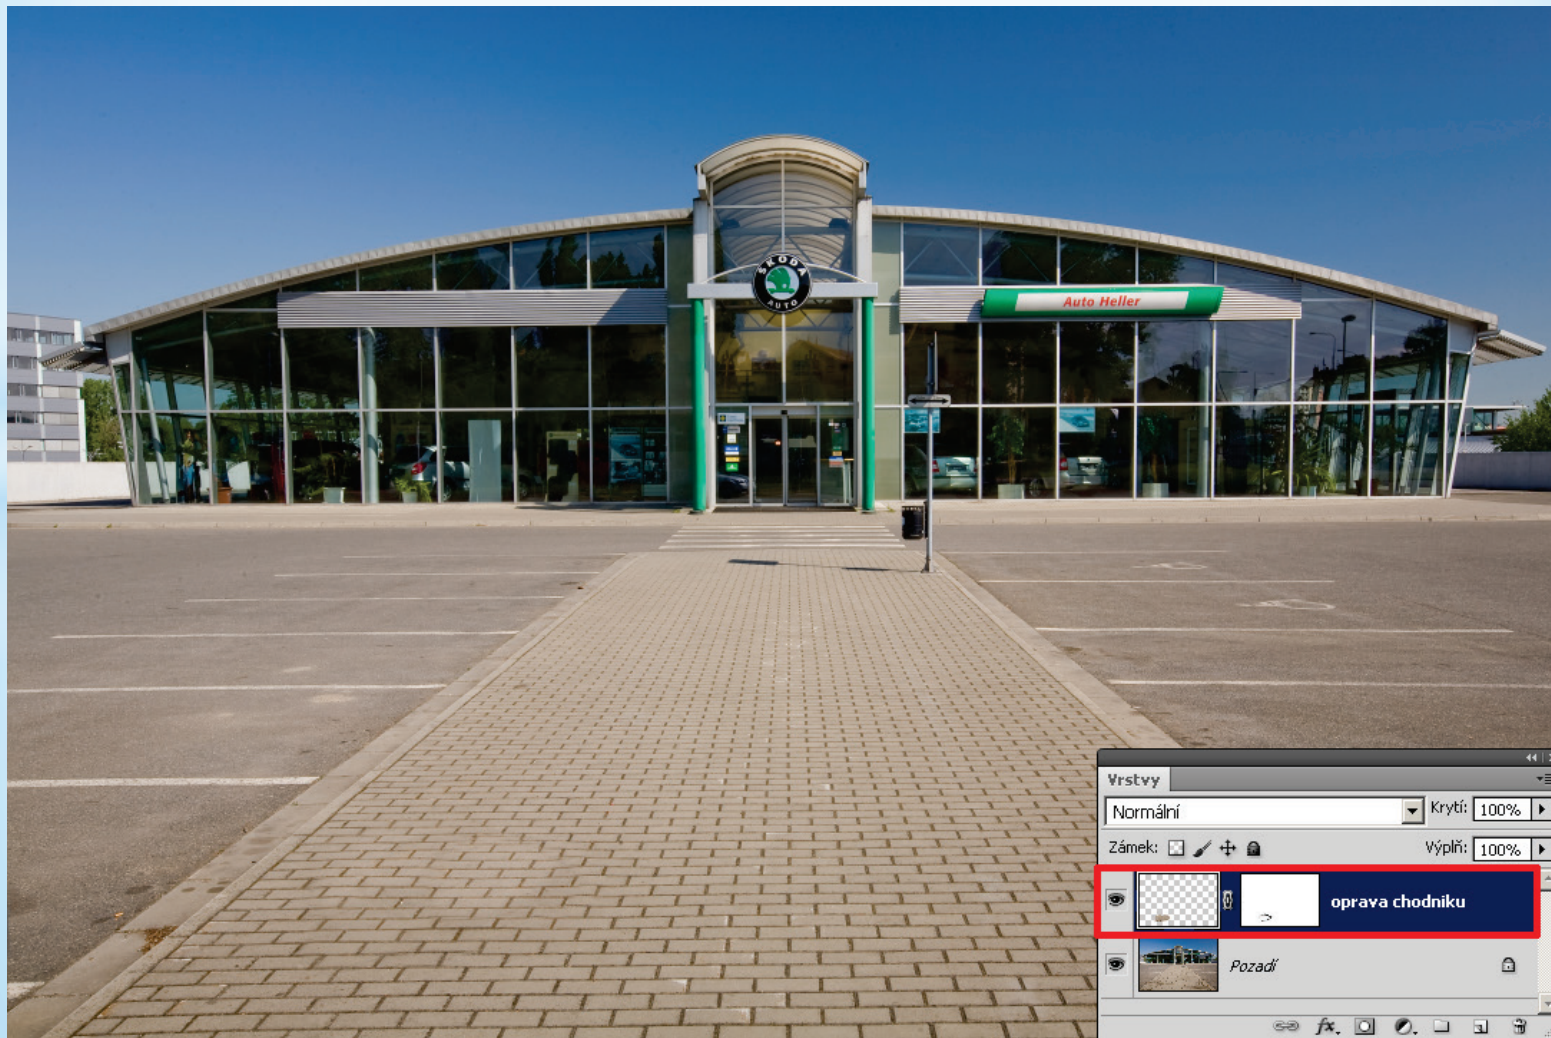 ŠKODA
AUTO
Auto Heller
Vrstvy
Normální
Krytí: 100%
Zámek:
Výplň: 100%
oprava chodniku
Pozadí
fx